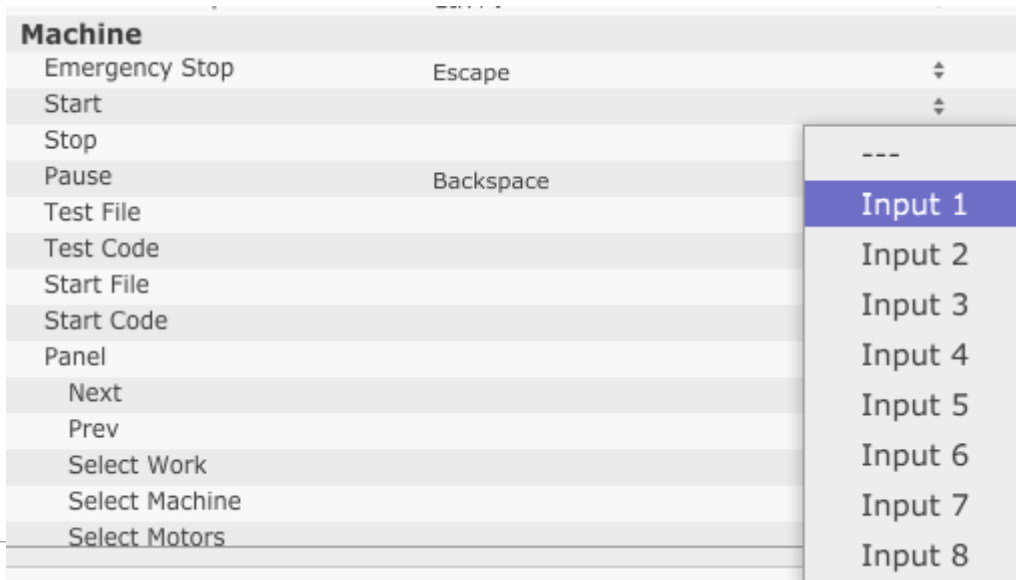 Machine
Emergency Stop Escape
Start
Stop
---
Pause Backspace
Input 1
Test File
Test Code
Input 2
Start File
Input 3
Start Code
Panel
Input 4
Next
Input 5
Prev
Select Work
Input 6
Select Machine
Input 7
Select Motors
Input 8